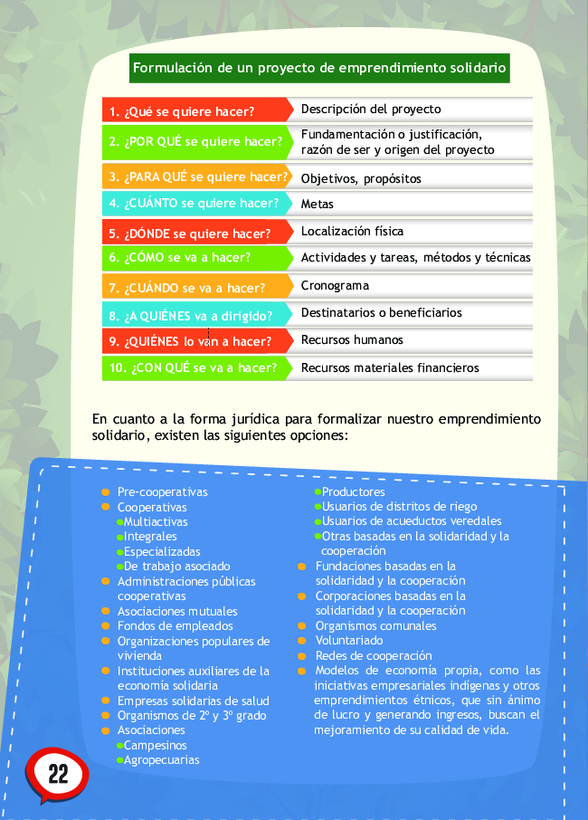 Formulación de un proyecto de emprendimiento solidario
1. ¿Qué se quiere hacer? Descripción del proyecto
2. ¿POR QUÉ se quiere hacer? Fundamentación o justificación,
razón de ser y origen del proyecto
3. ¿PARA QUÉ se quiere hacer? Objetivos, propósitos
4. ¿CUÁNTO se quiere hacer? Metas
5. ¿DÓNDE se quiere hacer? Localización física
6. ¿CÓMO se va a hacer? Actividades y tareas, métodos y técnicas
7. ¿CUÁNDO se va a hacer? Cronograma
8. ¿A QUIÉNES va a dirigido? Destinatarios o beneficiarios
9. ¿QUIÉNES lo van a hacer? Recursos humanos
10. ¿CON QUÉ se va a hacer? Recursos materiales financieros
En cuanto a la forma jurídica para formalizar nuestro emprendimiento
solidario, existen las siguientes opciones:
Pre-cooperativas
Cooperativas
Multiactivas
Integrales
Especializadas
De trabajo asociado
Administraciones públicas
cooperativas
Asociaciones mutuales
Fondos de empleados
Organizaciones populares de
vivienda
Instituciones auxiliares de la
economía solidaria
Empresas solidarias de salud
Organismos de 2º y 3º grado
Asociaciones
Campesinos
Agropecuarias
Productores
Usuarios de distritos de riego
Usuarios de acueductos veredales
Otras basadas en la solidaridad y la
cooperación
Fundaciones basadas en la
solidaridad y la cooperación
Corporaciones basadas en la
solidaridad y la cooperación
Organismos comunales
Voluntariado
Redes de cooperación
Modelos de economía propia, como las
iniciativas empresariales indígenas y otros
emprendimientos étnicos, que sin ánimo
de lucro y generando ingresos, buscan el
mejoramiento de su calidad de vida.
22